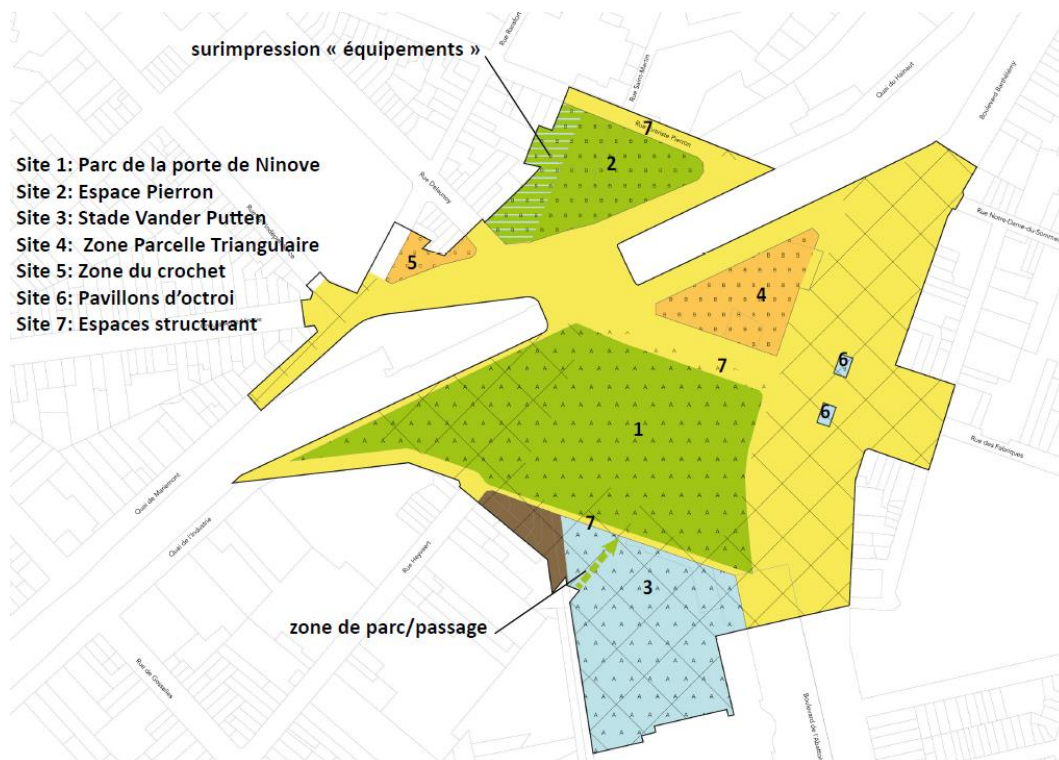 surimpression « équipements »
Rue Ransfort
Rue Saint-Martin
Quai du Hainaut
Boulevard Barthélémy
7
2
Site 1: Parc de la porte de Ninove
Site 2: Espace Pierron
Site 3: Stade Vander Putten
Site 4: Zone Parcelle Triangulaire
Site 5: Zone du crochet
Site 6: Pavillons d'octroi
Site 7: Espaces structurant
Rue Delaunoy
5
4
7
6
6
1
Rue des Fabriques
Quai de Mariemont
Quai de l'Industrie
Rue Heyvaert
7
3
zone de parc/passage
Rue de Gosselies